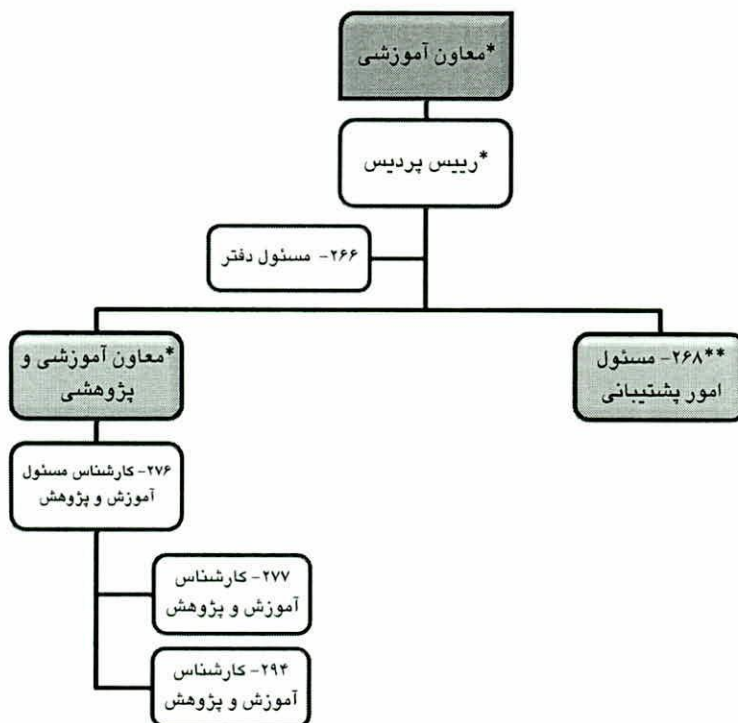 *معاون آموزشی
*رییس پردیس
۲۶۶- مسئول دفتر
**۲۶۸- مسئول
امور پشتیبانی
*معاون آموزشی و
پژوهشی
۲۷۶- کارشناس مسئول
آموزش و پژوهش
۲۷۷- کارشناس
آموزش و پژوهش
۲۹۴- کارشناس
آموزش و پژوهش